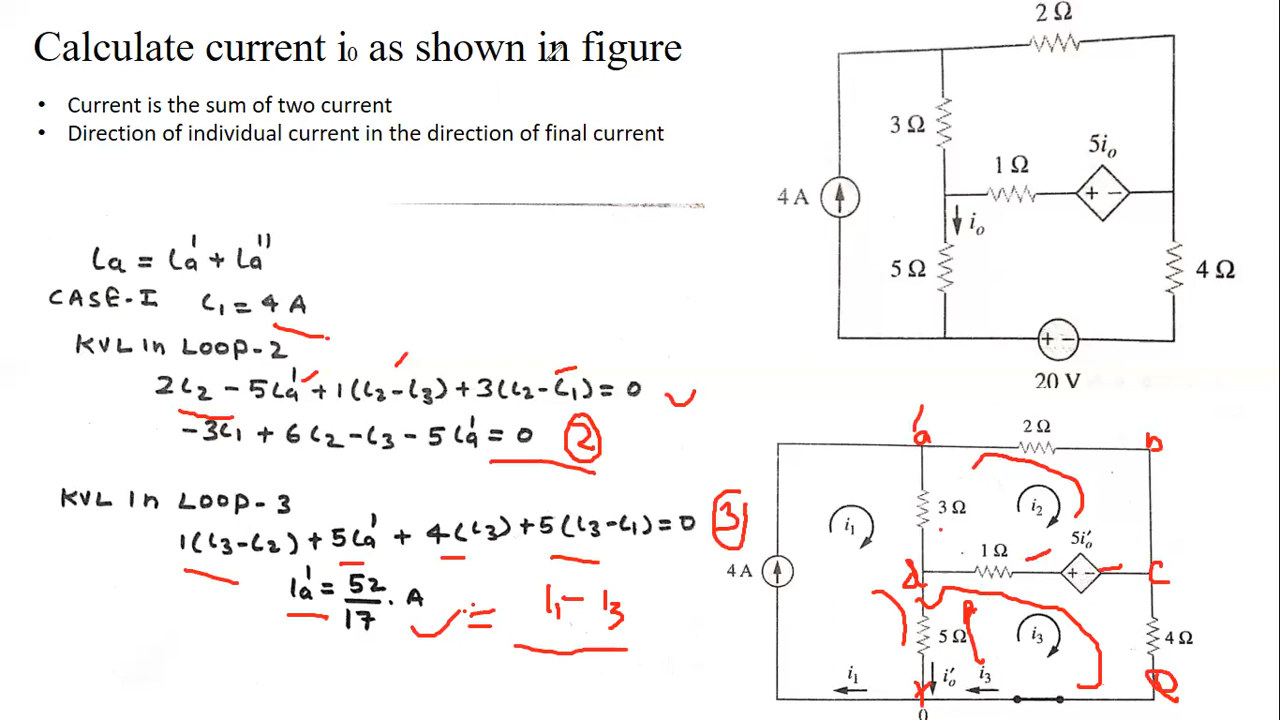 Calculate current i₀ as shown in figure
• Current is the sum of two current
• Direction of individual current in the direction of final current
ia = ia' + ia''
CASE-I i₁ = 4 A
KVL in LOOP-2
2i₂ - 5ia' + 1(i₂-i₃) + 3(i₂-i₁) = 0
-3i₁ + 6i₂ - i₃ - 5ia' = 0 ②
KVL in LOOP-3
1(i₃-i₂) + 5ia' + 4(i₃) + 5(i₃-i₁) = 0 ③
ia' = 52/17 . A = i₁ - i₃
2 Ω
3 Ω
5iₒ
1 Ω
4 A
+ −
iₒ
5 Ω
4 Ω
+ −
20 V
a
2 Ω
b
3 Ω
i₂
i₁
5iₒ'
1 Ω
4 A
d
+ −
c
5 Ω
i₃
4 Ω
i₁
iₒ'
i₃
0